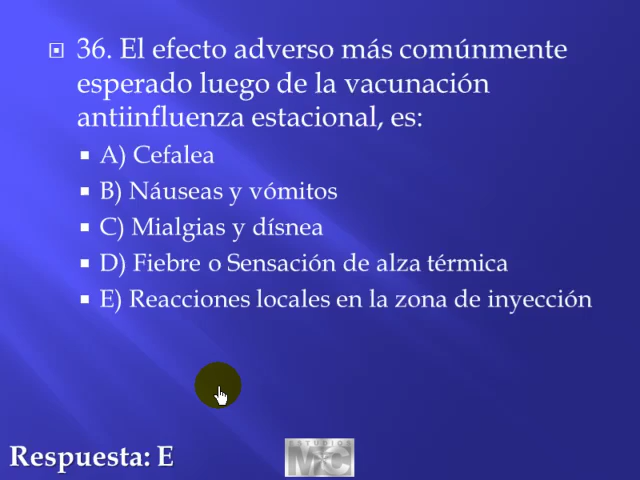 36. El efecto adverso más comúnmente
esperado luego de la vacunación
antiinfluenza estacional, es:
A) Cefalea
B) Náuseas y vómitos
C) Mialgias y dísnea
D) Fiebre o Sensación de alza térmica
E) Reacciones locales en la zona de inyección
Respuesta: E
ESTUDIOS
M C